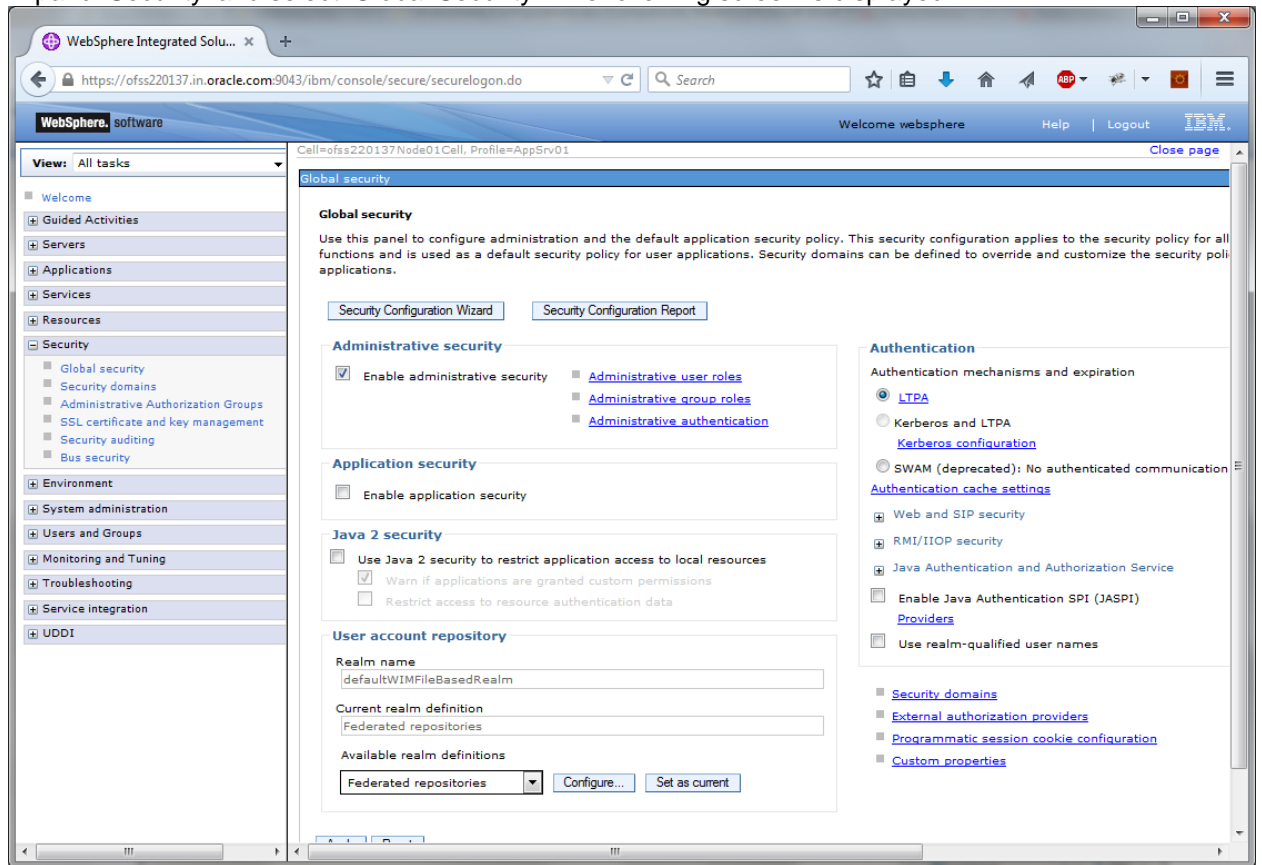 WebSphere Integrated Solu...
https://ofss220137.in.oracle.com:9043/ibm/console/secure/securelogon.do
Search
ABP
WebSphere. software
Welcome websphere
Help | Logout
IBM.
View: All tasks
Welcome
Guided Activities
Servers
Applications
Services
Resources
Security
Global security
Security domains
Administrative Authorization Groups
SSL certificate and key management
Security auditing
Bus security
Environment
System administration
Users and Groups
Monitoring and Tuning
Troubleshooting
Service integration
UDDI
Cell=ofss220137Node01Cell, Profile=AppSrv01
Close page
Global security
Global security
Use this panel to configure administration and the default application security policy. This security configuration applies to the security policy for all
functions and is used as a default security policy for user applications. Security domains can be defined to override and customize the security poli
applications.
Security Configuration Wizard
Security Configuration Report
Administrative security
Enable administrative security
Administrative user roles
Administrative group roles
Administrative authentication
Application security
Enable application security
Java 2 security
Use Java 2 security to restrict application access to local resources
Warn if applications are granted custom permissions
Restrict access to resource authentication data
User account repository
Realm name
defaultWIMFileBasedRealm
Current realm definition
Federated repositories
Available realm definitions
Federated repositories
Configure...
Set as current
Authentication
Authentication mechanisms and expiration
LTPA
Kerberos and LTPA
Kerberos configuration
SWAM (deprecated): No authenticated communication
Authentication cache settings
Web and SIP security
RMI/IIOP security
Java Authentication and Authorization Service
Enable Java Authentication SPI (JASPI)
Providers
Use realm-qualified user names
Security domains
External authorization providers
Programmatic session cookie configuration
Custom properties